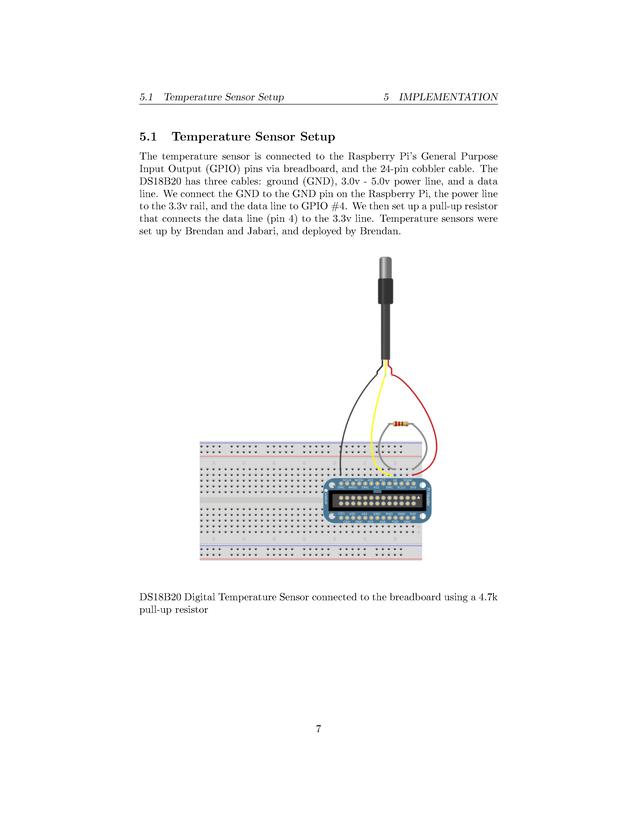 5.1 Temperature Sensor Setup 5 IMPLEMENTATION
5.1 Temperature Sensor Setup
The temperature sensor is connected to the Raspberry Pi's General Purpose
Input Output (GPIO) pins via breadboard, and the 24-pin cobbler cable. The
DS18B20 has three cables: ground (GND), 3.0v - 5.0v power line, and a data
line. We connect the GND to the GND pin on the Raspberry Pi, the power line
to the 3.3v rail, and the data line to GPIO #4. We then set up a pull-up resistor
that connects the data line (pin 4) to the 3.3v line. Temperature sensors were
set up by Brendan and Jabari, and deployed by Brendan.
DS18B20 Digital Temperature Sensor connected to the breadboard using a 4.7k
pull-up resistor
7